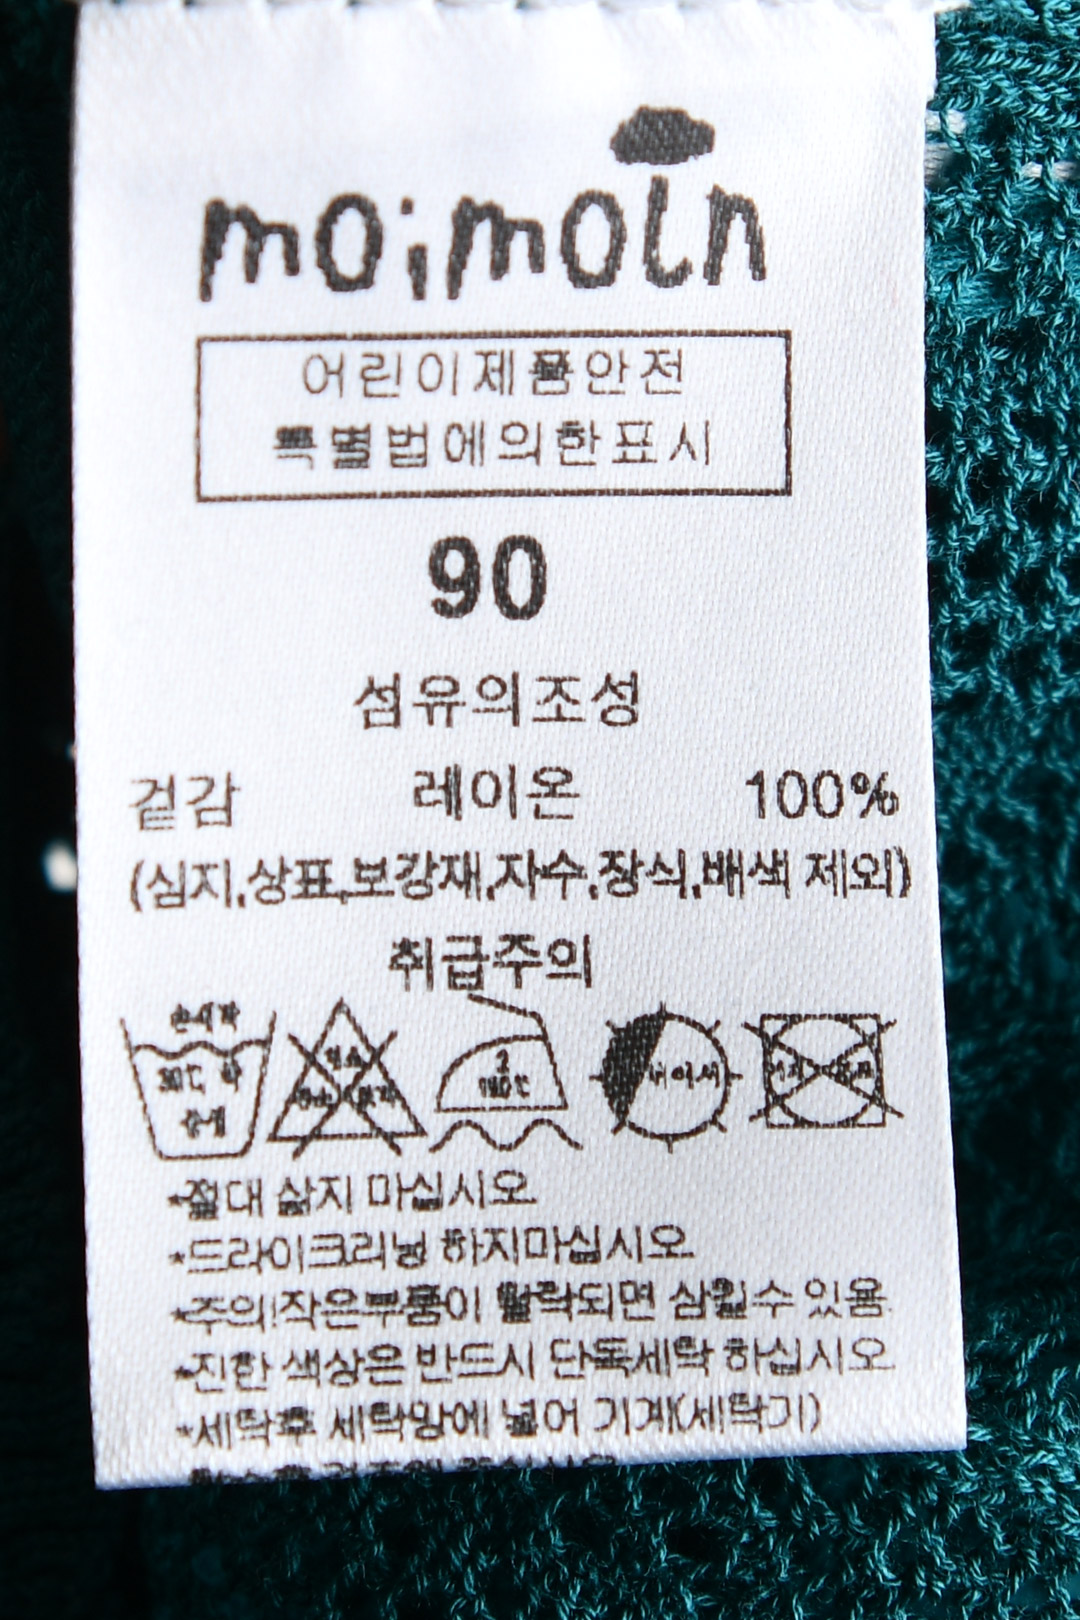 moimoln
어린이제품안전
특별법에의한표시
90
섬유의조성
겉감 레이온 100%
(심지,상표,보강재,자수,장식,배색 제외)
취급주의
손세탁
30℃
중성
2
뉘어서
*절대 삶지 마십시오
*드라이크리닝 하지마십시오
*주의!작은부품이 탈락되면 삼킬수 있음
*진한 색상은 반드시 단독세탁 하십시오
*세탁후 세탁망에 넣어 기계(세탁기)